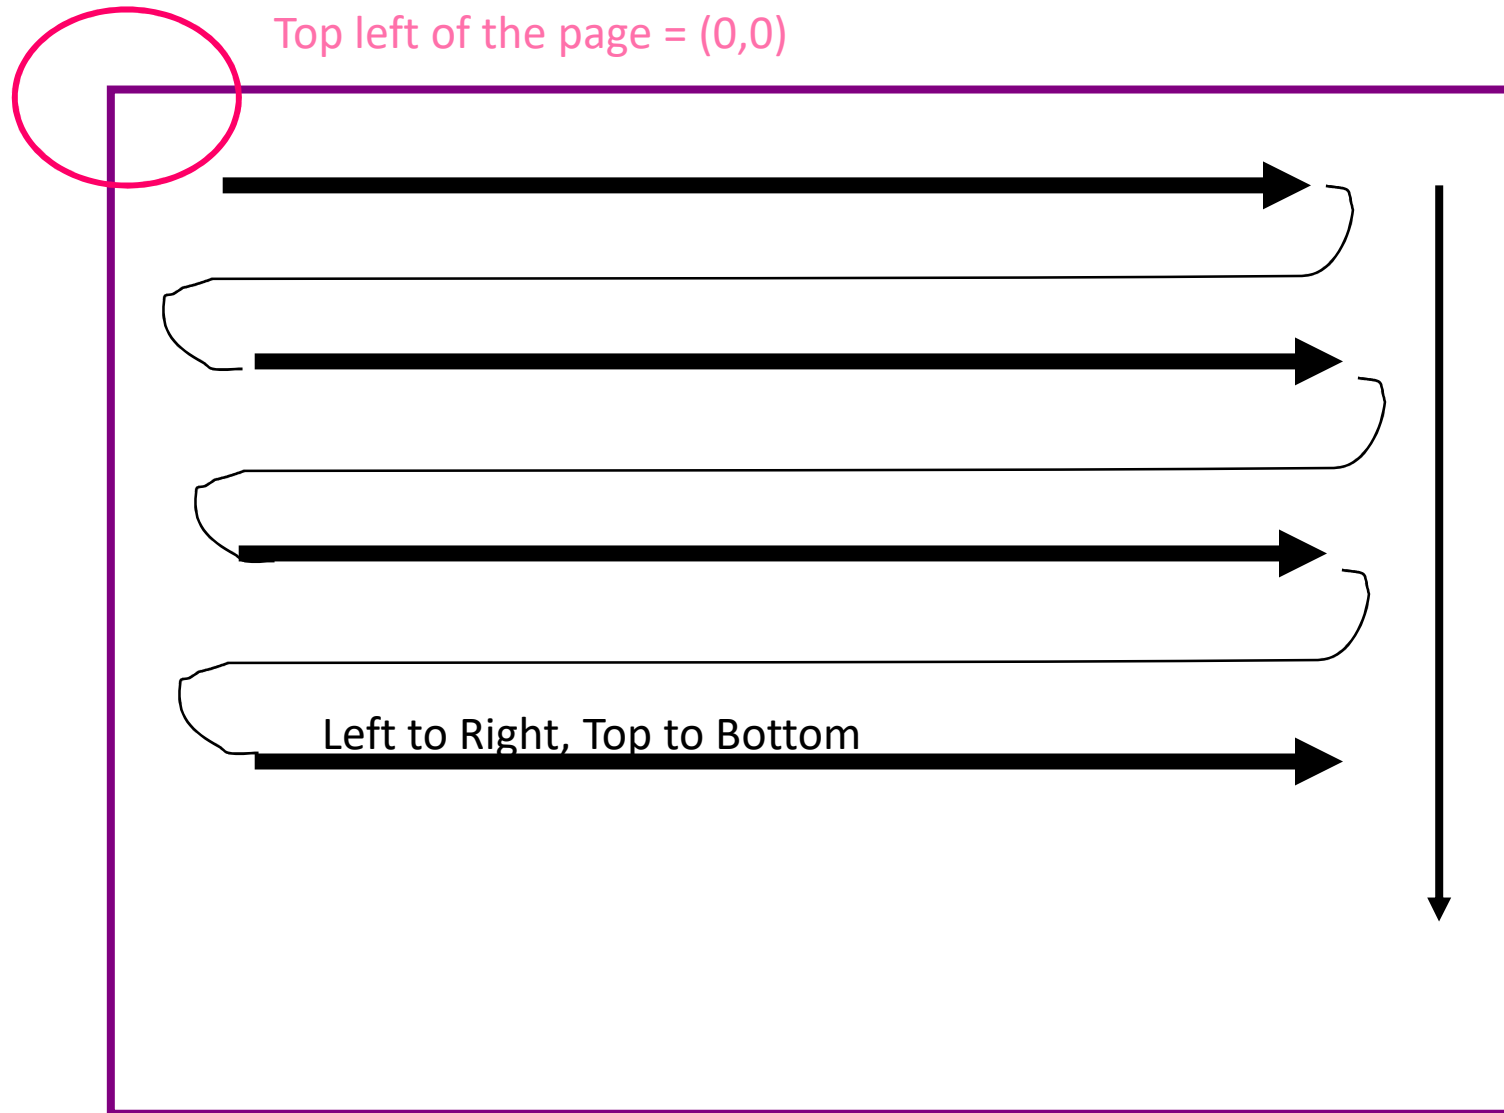 Top left of the page = (0,0)
Left to Right, Top to Bottom